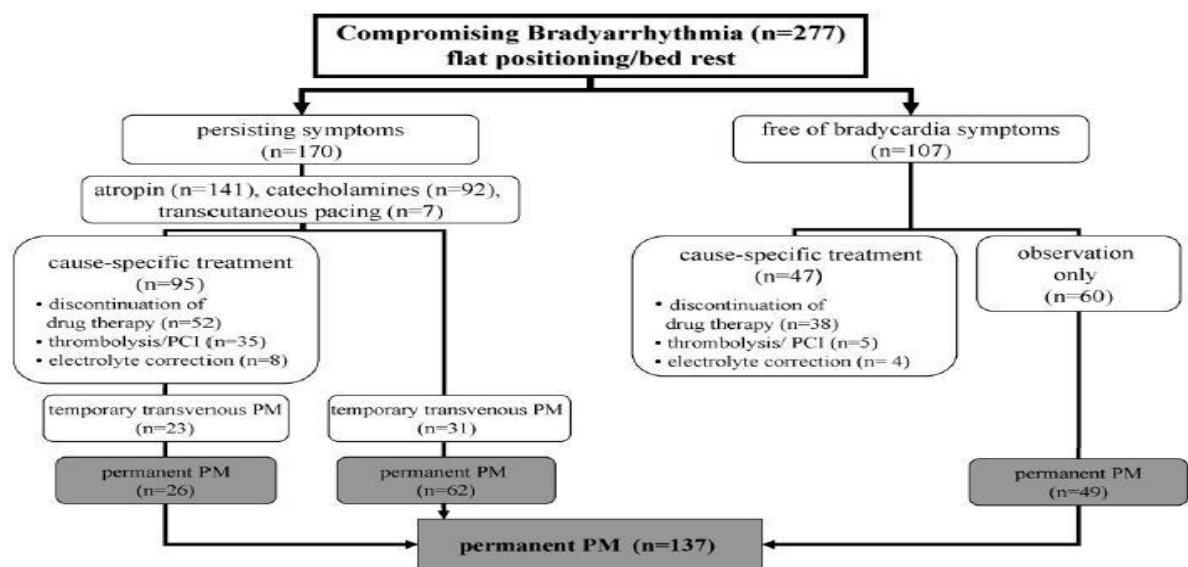 Compromising Bradyarrhythmia (n=277)
flat positioning/bed rest
persisting symptoms
(n=170)
free of bradycardia symptoms
(n=107)
atropin (n=141), catecholamines (n=92),
transcutaneous pacing (n=7)
cause-specific treatment
(n=95)
• discontinuation of
drug therapy (n=52)
• thrombolysis/PCI (n=35)
• electrolyte correction (n=8)
cause-specific treatment
(n=47)
• discontinuation of
drug therapy (n=38)
• thrombolysis/ PCI (n=5)
• electrolyte correction (n= 4)
observation
only
(n=60)
temporary transvenous PM
(n=23)
temporary transvenous PM
(n=31)
permanent PM
(n=26)
permanent PM
(n=62)
permanent PM
(n=49)
permanent PM (n=137)